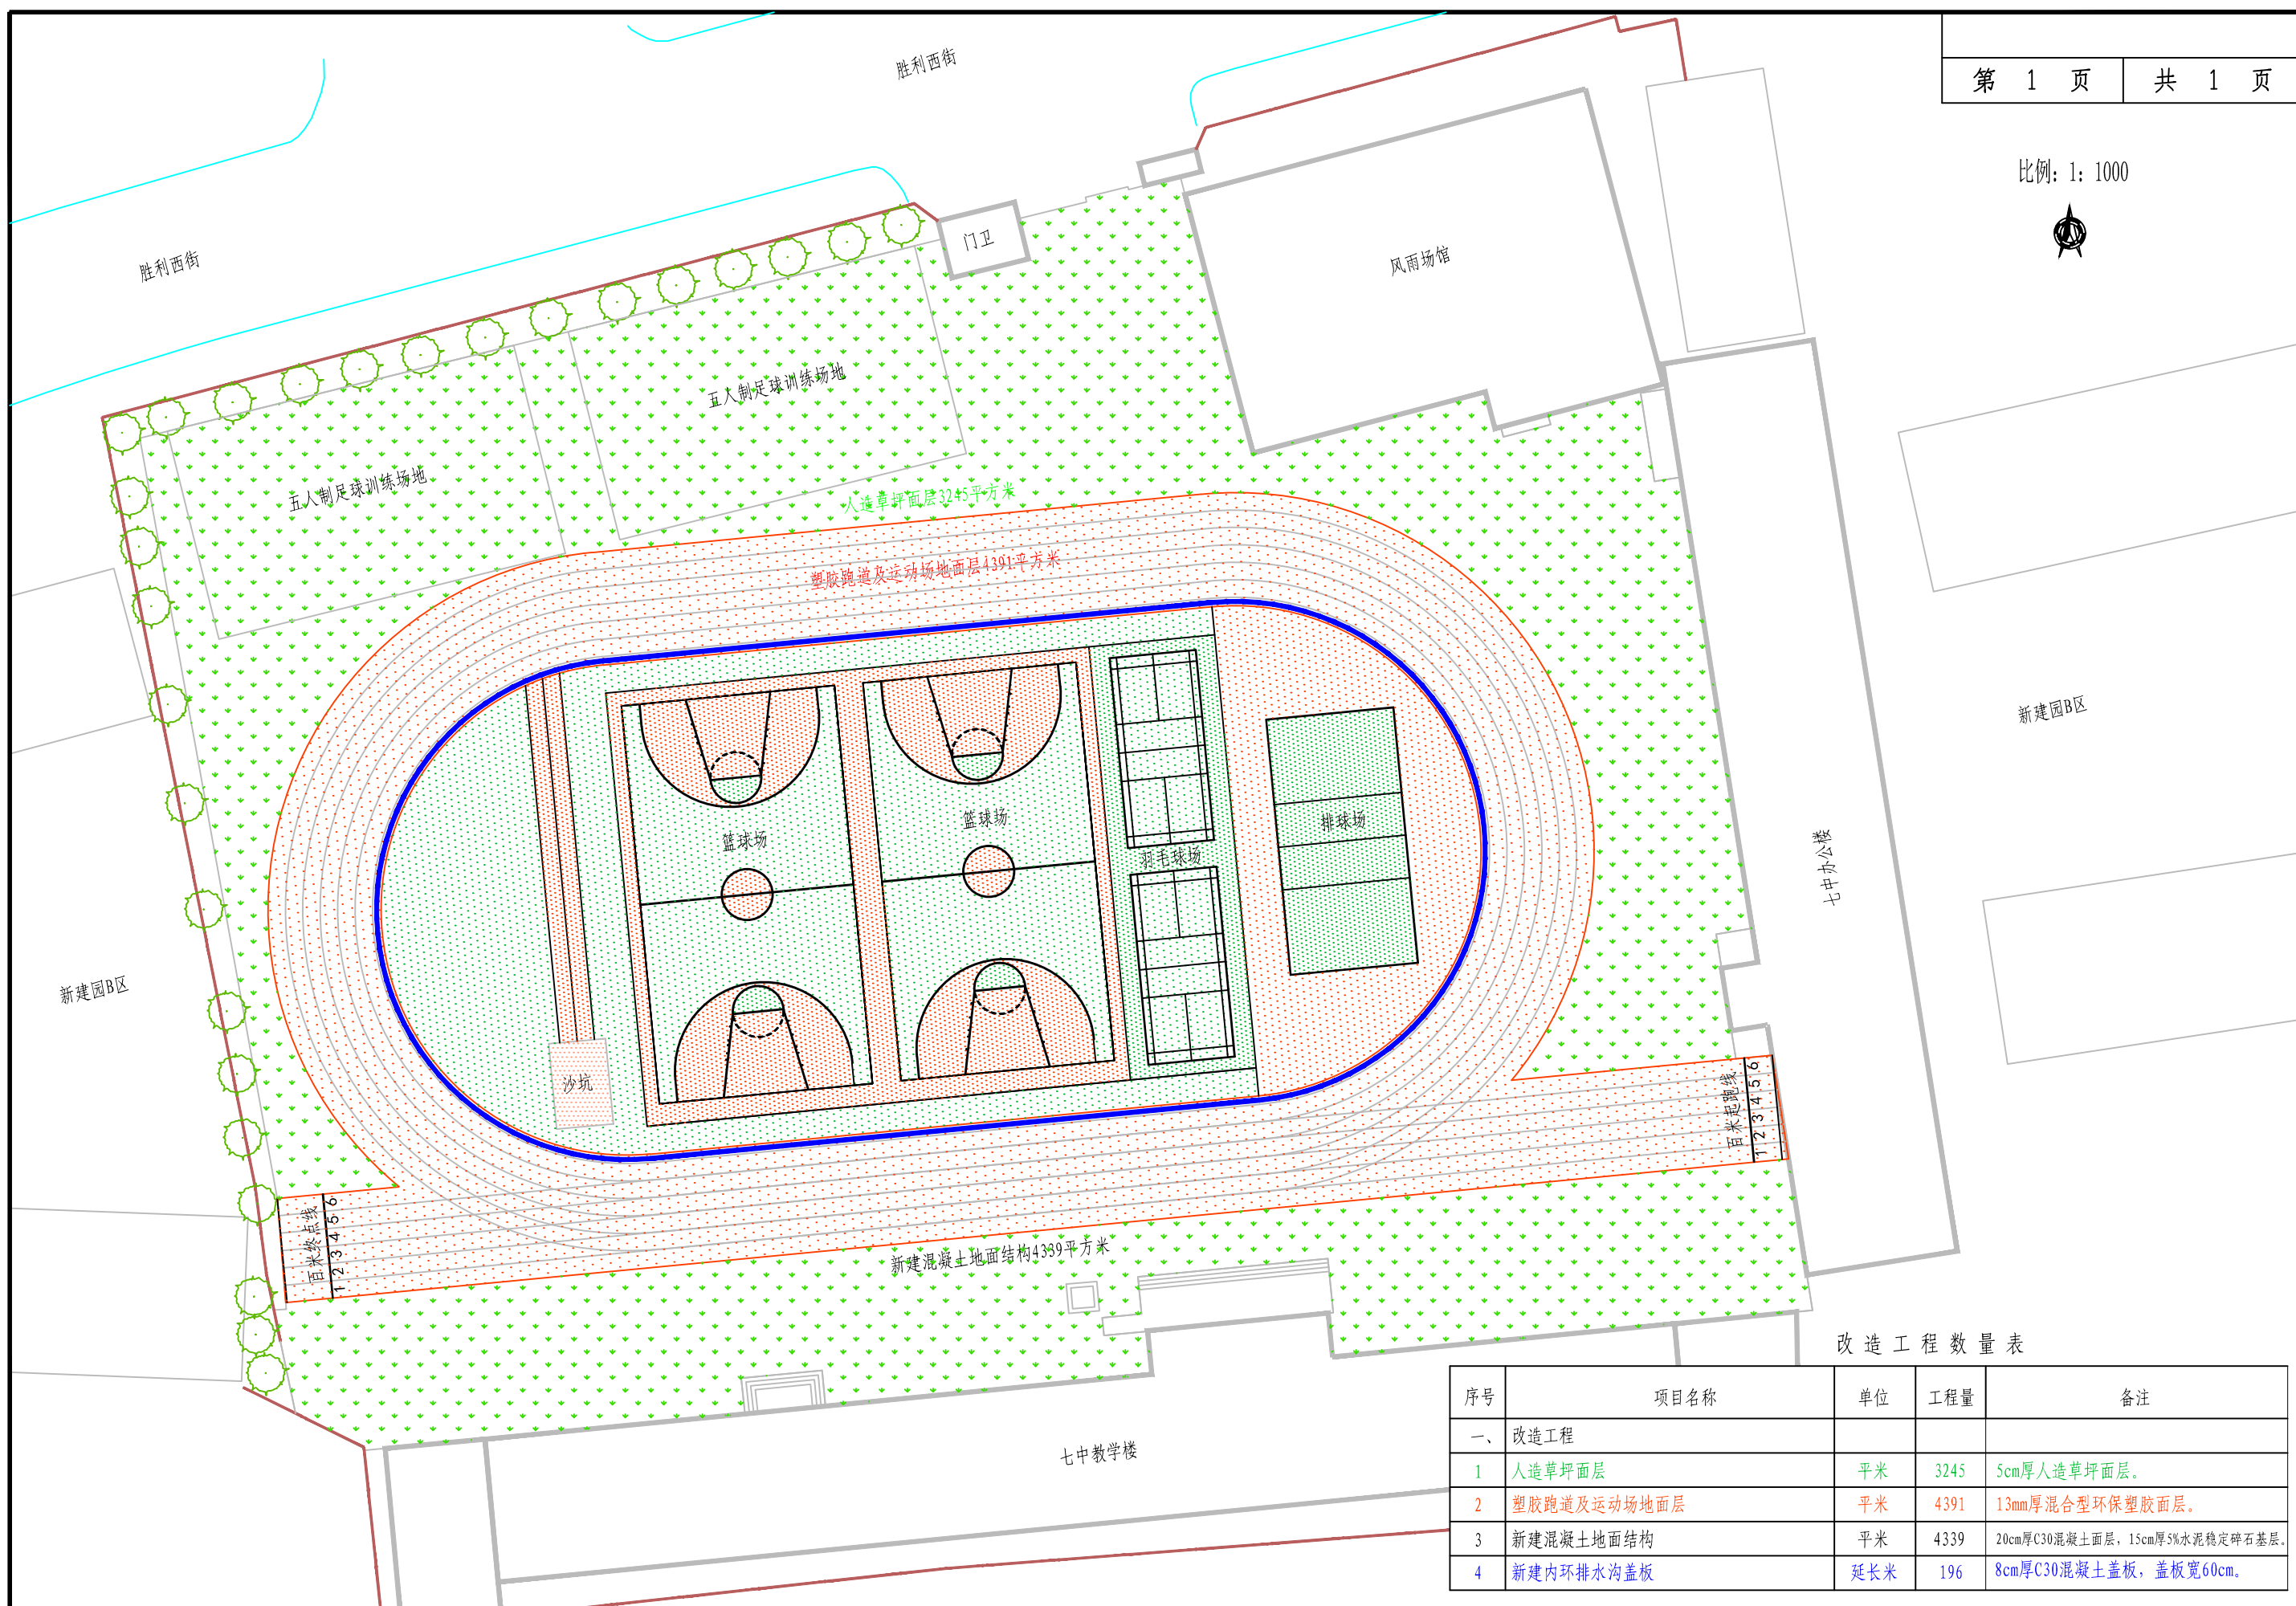 第 1 页 共 1 页
比例：1：1000
胜利西街
胜利西街
门卫
风雨场馆
五人制足球训练场地
五人制足球训练场地
人造草坪面层3245平方米
塑胶跑道及运动场地面层4391平方米
新建园B区
七中办公楼
篮球场
篮球场
羽毛球场
排球场
沙坑
新建园B区
百米起跑线
1 2 3 4 5 6
百米终点线
1 2 3 4 5 6
新建混凝土地面结构4339平方米
七中教学楼
改造工程数量表
序号 项目名称 单位 工程量 备注
一、 改造工程
1 人造草坪面层 平米 3245 5cm厚人造草坪面层。
2 塑胶跑道及运动场地面层 平米 4391 13mm厚混合型环保塑胶面层。
3 新建混凝土地面结构 平米 4339 20cm厚C30混凝土面层，15cm厚5%水泥稳定碎石基层。
4 新建内环排水沟盖板 延长米 196 8cm厚C30混凝土盖板，盖板宽60cm。